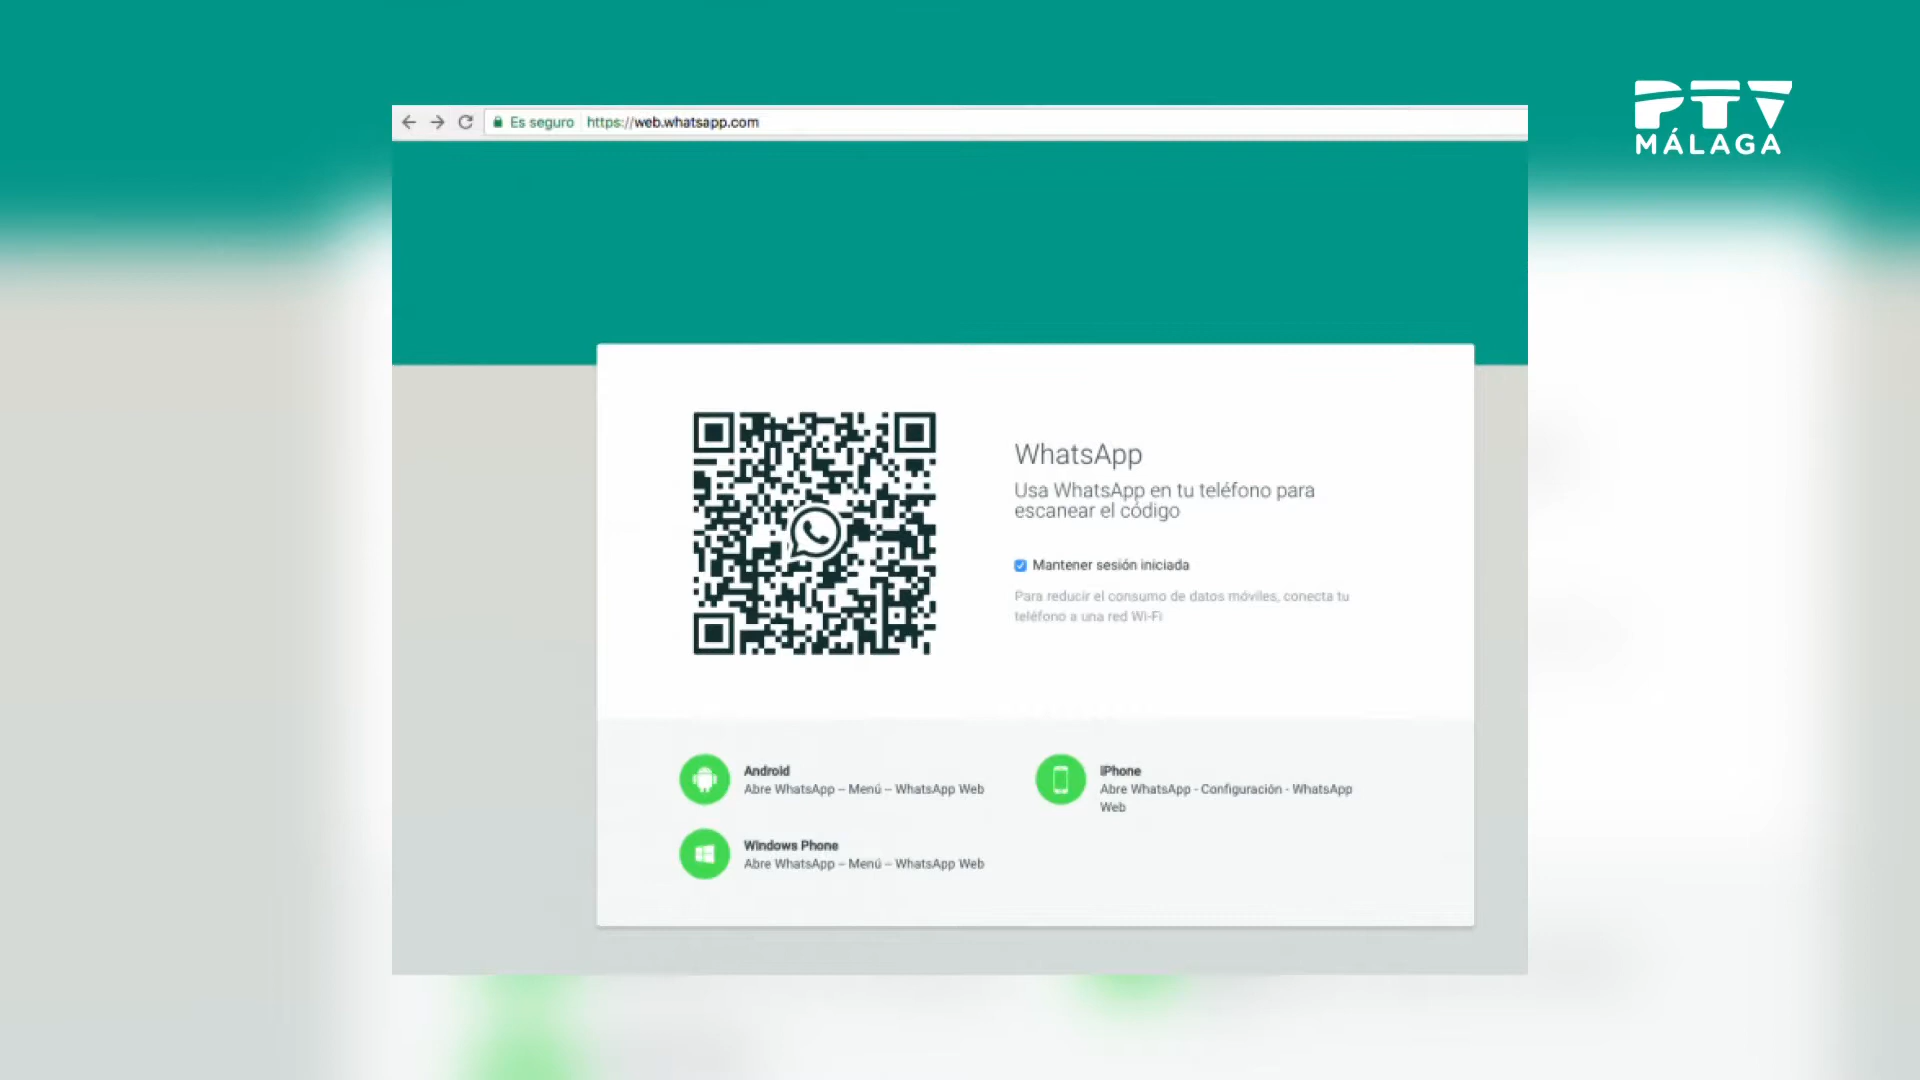 PTV
MÁLAGA
Es seguro https://web.whatsapp.com
WhatsApp
Usa WhatsApp en tu teléfono para
escanear el código
Mantener sesión iniciada
Para reducir el consumo de datos móviles, conecta tu
teléfono a una red Wi-Fi
Android
Abre WhatsApp – Menú – WhatsApp Web
iPhone
Abre WhatsApp - Configuración - WhatsApp
Web
Windows Phone
Abre WhatsApp – Menú – WhatsApp Web